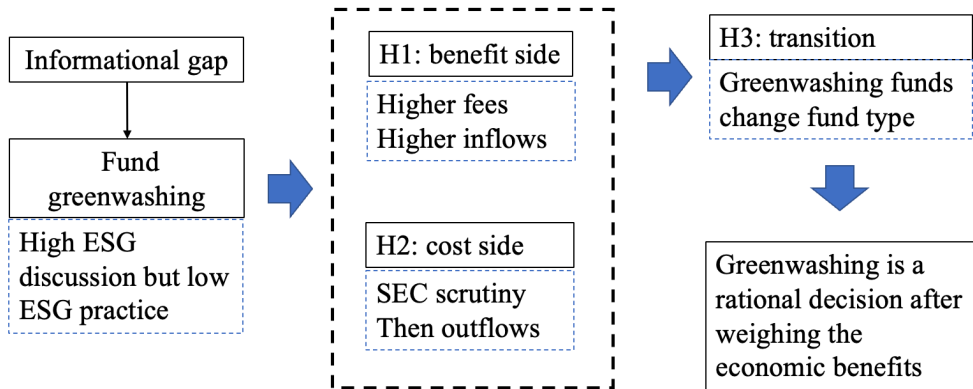 Informational gap
Fund
greenwashing
High ESG
discussion but low
ESG practice
H1: benefit side
Higher fees
Higher inflows
H2: cost side
SEC scrutiny
Then outflows
H3: transition
Greenwashing funds
change fund type
Greenwashing is a
rational decision after
weighing the
economic benefits